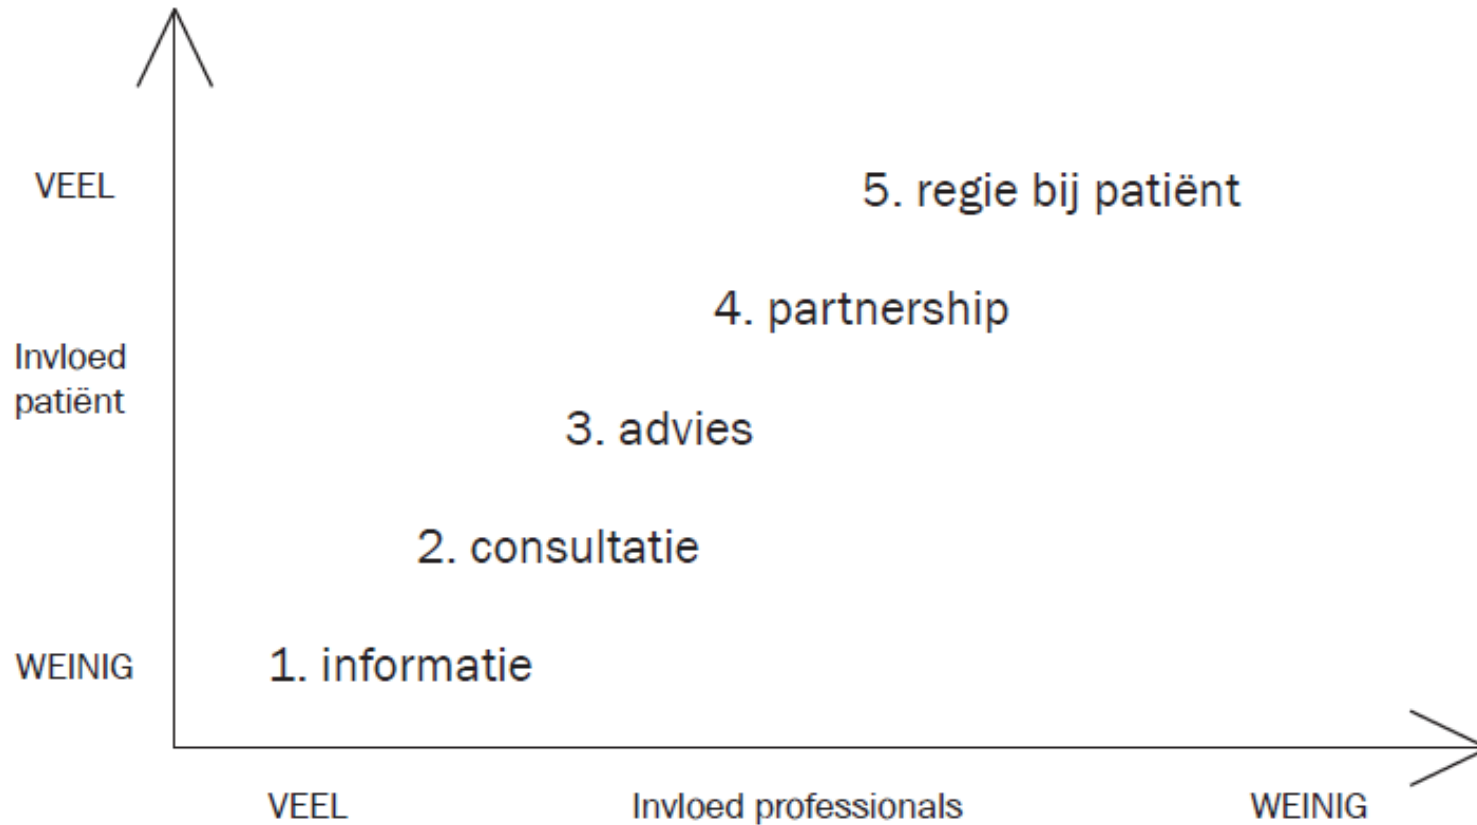 VEEL
5. regie bij patiënt
4. partnership
Invloed
patiënt
3. advies
2. consultatie
WEINIG
1. informatie
VEEL
Invloed professionals
WEINIG